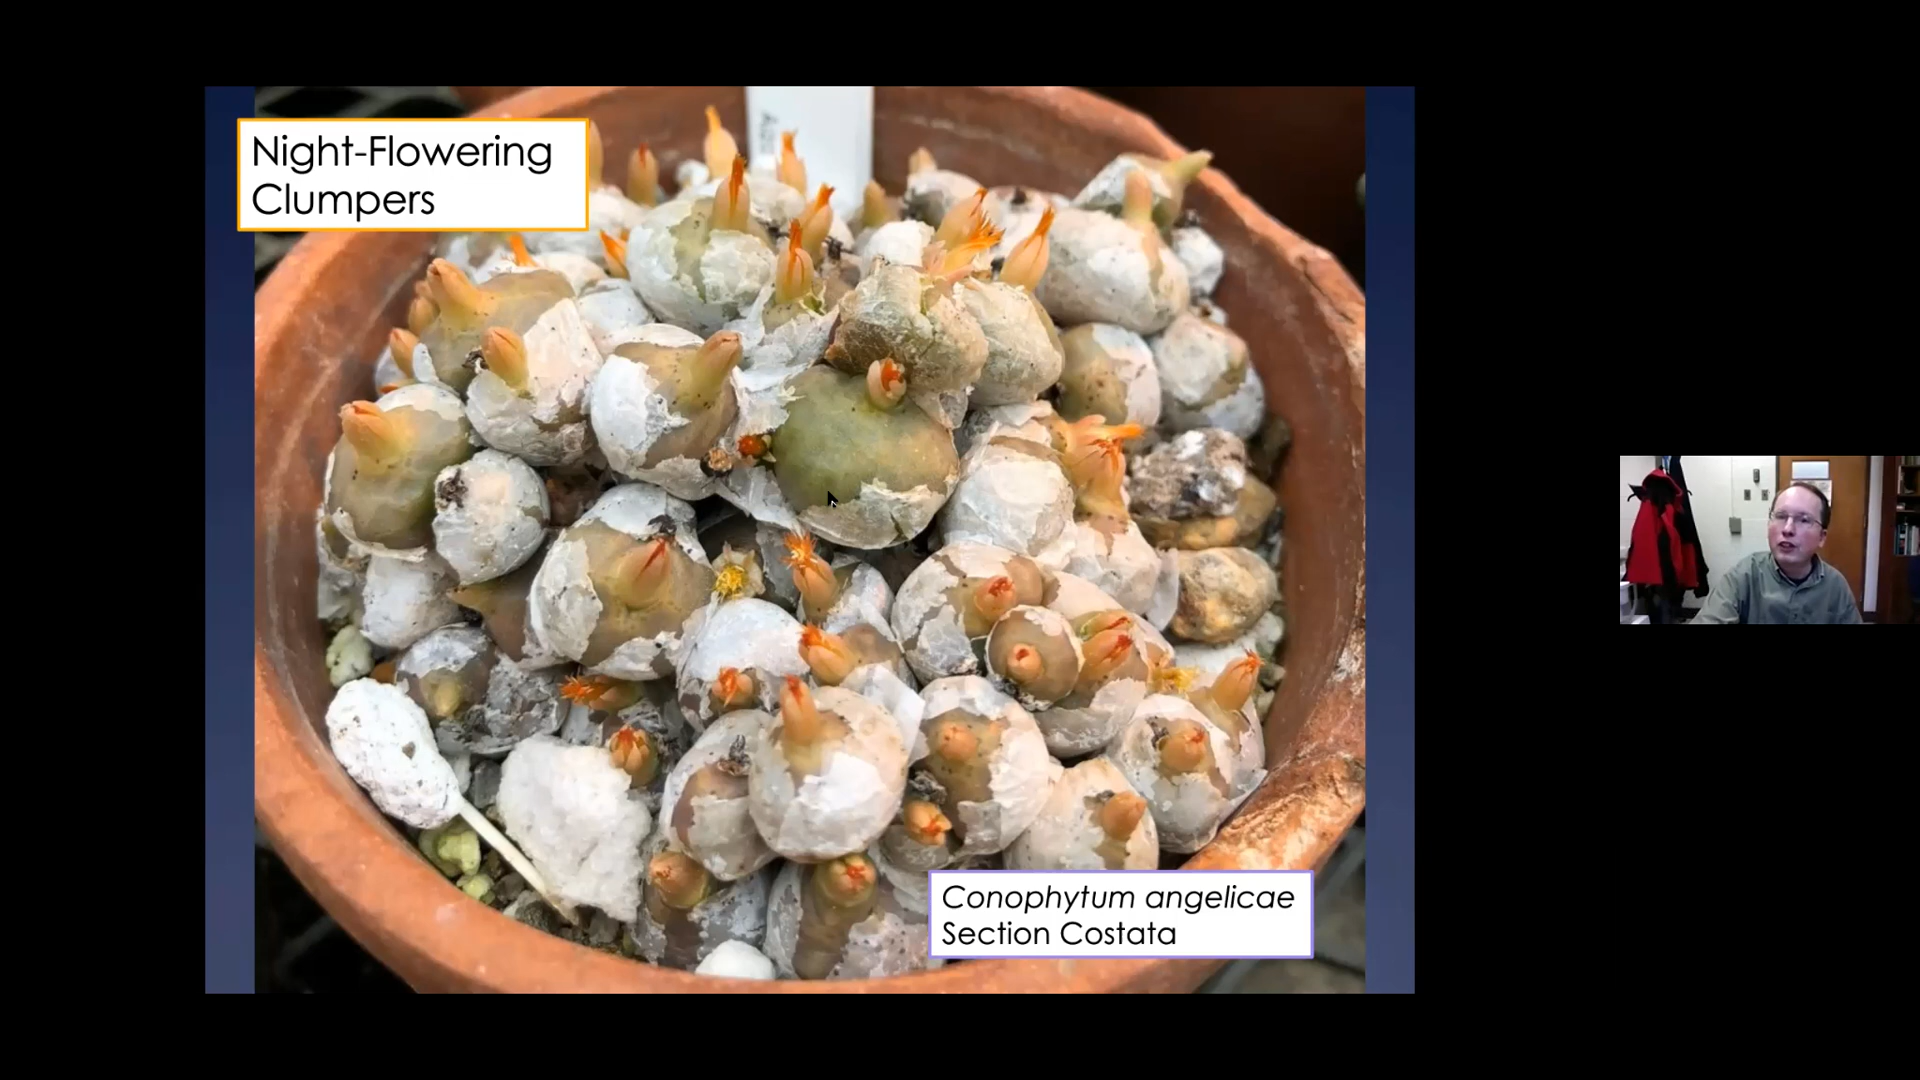 Night-Flowering
Clumpers
Conophytum angelicae
Section Costata